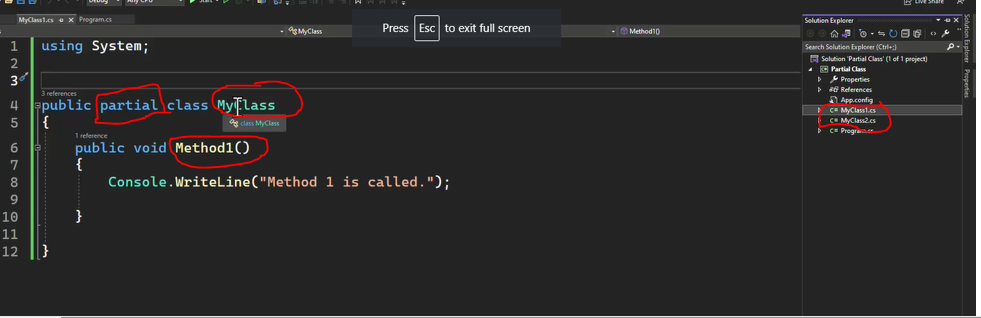 Debug Any CPU Start Live Share
MyClass1.cs Program.cs
Press Esc to exit full screen
MyClass Method1()
1 using System;
2
3
3 references
4 public partial class MyClass
class MyClass
5 {
1 reference
6 public void Method1()
7 {
8 Console.WriteLine("Method 1 is called.");
9
10 }
11
12 }
Solution Explorer
Search Solution Explorer (Ctrl+;)
Solution 'Partial Class' (1 of 1 project)
Partial Class
Properties
References
App.config
C# MyClass1.cs
C# MyClass2.cs
C# Program.cs
Solution Explorer
Properties